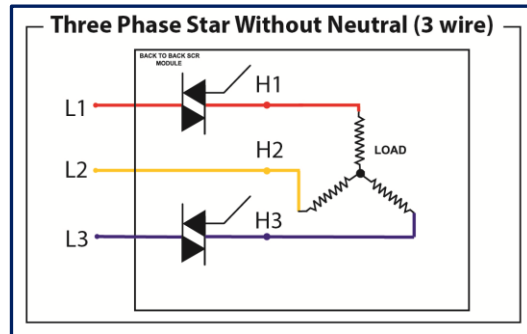 Three Phase Star Without Neutral (3 wire)
BACK TO BACK SCR
MODULE
H1
L1
H2
LOAD
L2
H3
L3